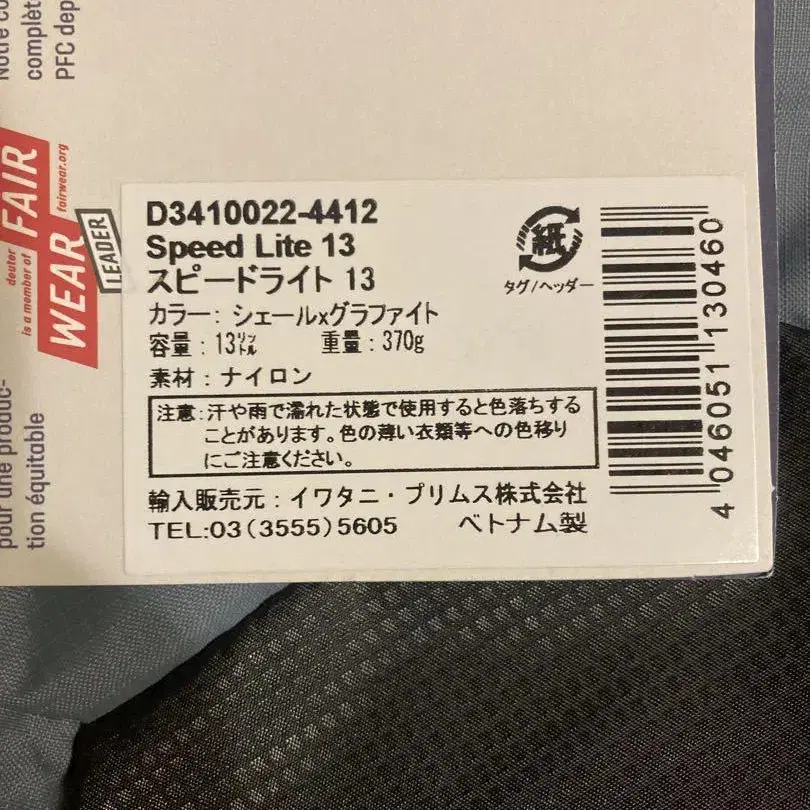 Notre co
complèt
PFC dep
deuter
is a member of
FAIR
WEAR
fairwear.org
LEADER
pour une produc-
tion équitable
D3410022-4412
Speed Lite 13
スピードライト 13
カラー: シェールxグラファイト
容量:13㍑ 重量:370g
素材:ナイロン
注意:汗や雨で濡れた状態で使用すると色落ちする
ことがあります。色の薄い衣類等への色移り
にご注意ください。
輸入販売元:イワタニ・プリムス株式会社
TEL:03(3555)5605 ベトナム製
紙
タグ/ヘッダー
4 046051 130460